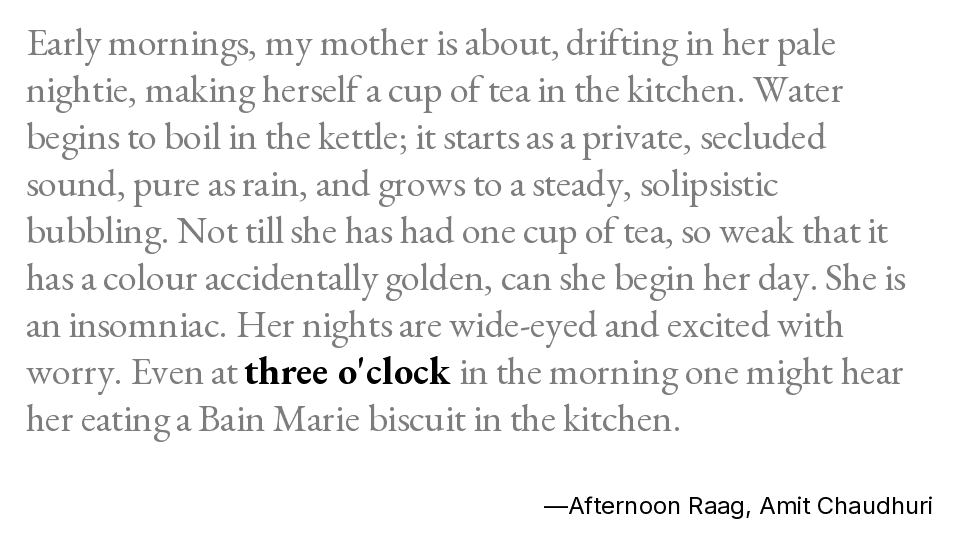 Early mornings, my mother is about, drifting in her pale
nightie, making herself a cup of tea in the kitchen. Water
begins to boil in the kettle; it starts as a private, secluded
sound, pure as rain, and grows to a steady, solipsistic
bubbling. Not till she has had one cup of tea, so weak that it
has a colour accidentally golden, can she begin her day. She is
an insomniac. Her nights are wide-eyed and excited with
worry. Even at three o'clock in the morning one might hear
her eating a Bain Marie biscuit in the kitchen.
—Afternoon Raag, Amit Chaudhuri